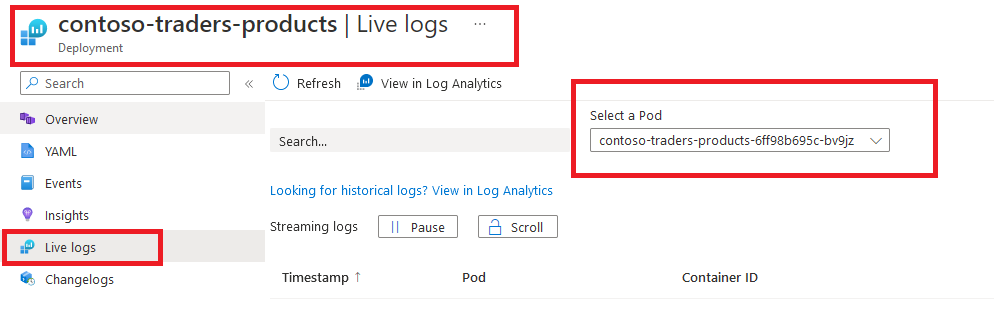 contoso-traders-products | Live logs ...
Deployment
Search «
Refresh View in Log Analytics
Overview
YAML
Events
Insights
Live logs
Changelogs
Select a Pod
Search... contoso-traders-products-6ff98b695c-bv9jz
Looking for historical logs? View in Log Analytics
Streaming logs Pause Scroll
Timestamp ↑ Pod Container ID